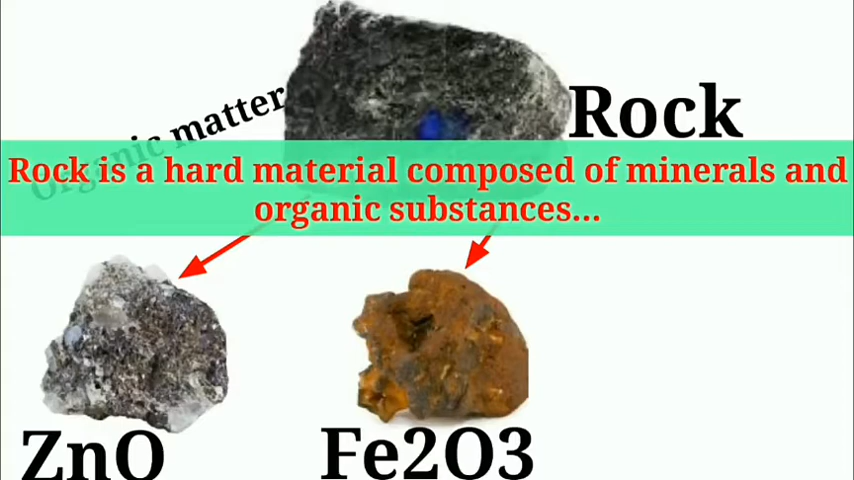 Organic matter
Rock
Rock is a hard material composed of minerals and
organic substances...
ZnO
Fe2O3